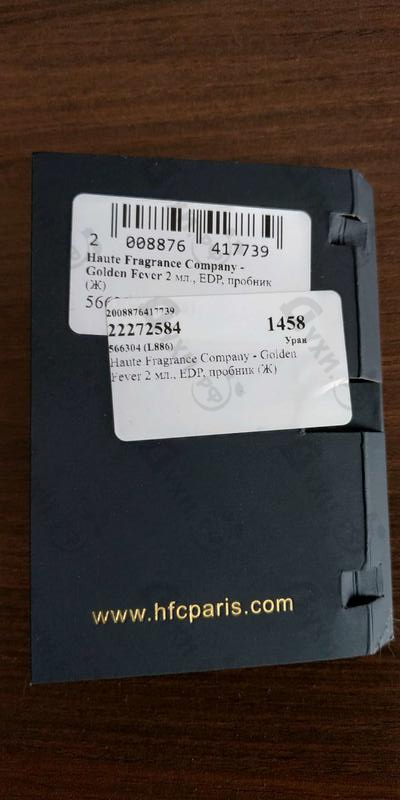 2 008876 417739
Haute Fragrance Company -
Golden Fever 2 мл., EDP, пробник
(Ж)
566
2008876417739
22272584 1458
566304 (L886) Уран
Haute Fragrance Company - Golden
Fever 2 мл., EDP, пробник (Ж)
www.hfcparis.com